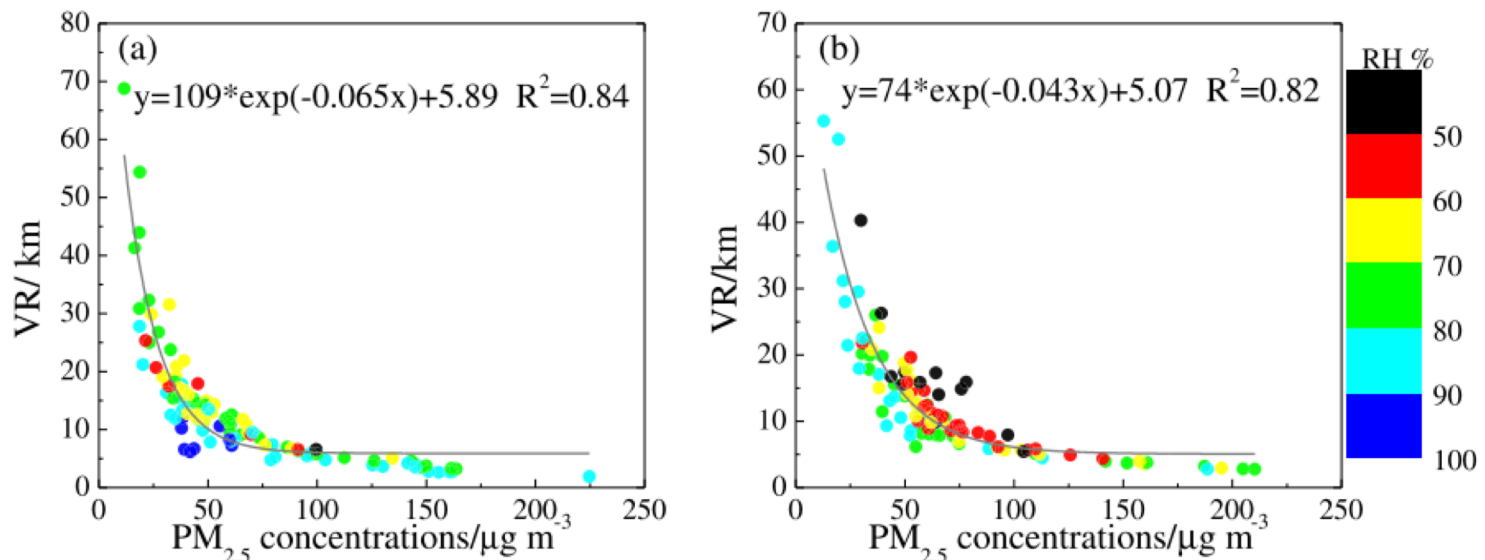 (a)
y=109*exp(-0.065x)+5.89 R²=0.84
80
70
60
50
40
30
20
10
0
VR/ km
0 50 100 150 200 250
PM₂.₅ concentrations/µg m⁻³
(b)
y=74*exp(-0.043x)+5.07 R²=0.82
70
60
50
40
30
20
10
0
VR/km
0 50 100 150 200 250
PM₂.₅ concentrations/µg m⁻³
RH %
50
60
70
80
90
100